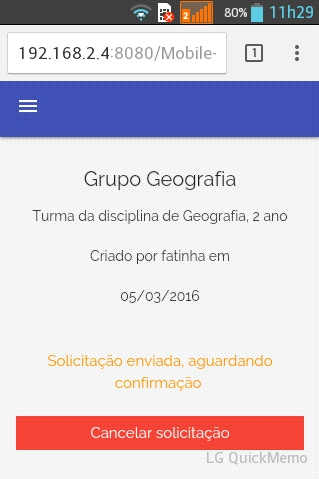 2 80% 11h29
192.168.2.4:8080/Mobile- 1
Grupo Geografia
Turma da disciplina de Geografia, 2 ano
Criado por fatinha em
05/03/2016
Solicitação enviada, aguardando
confirmação
Cancelar solicitação
LG QuickMemo